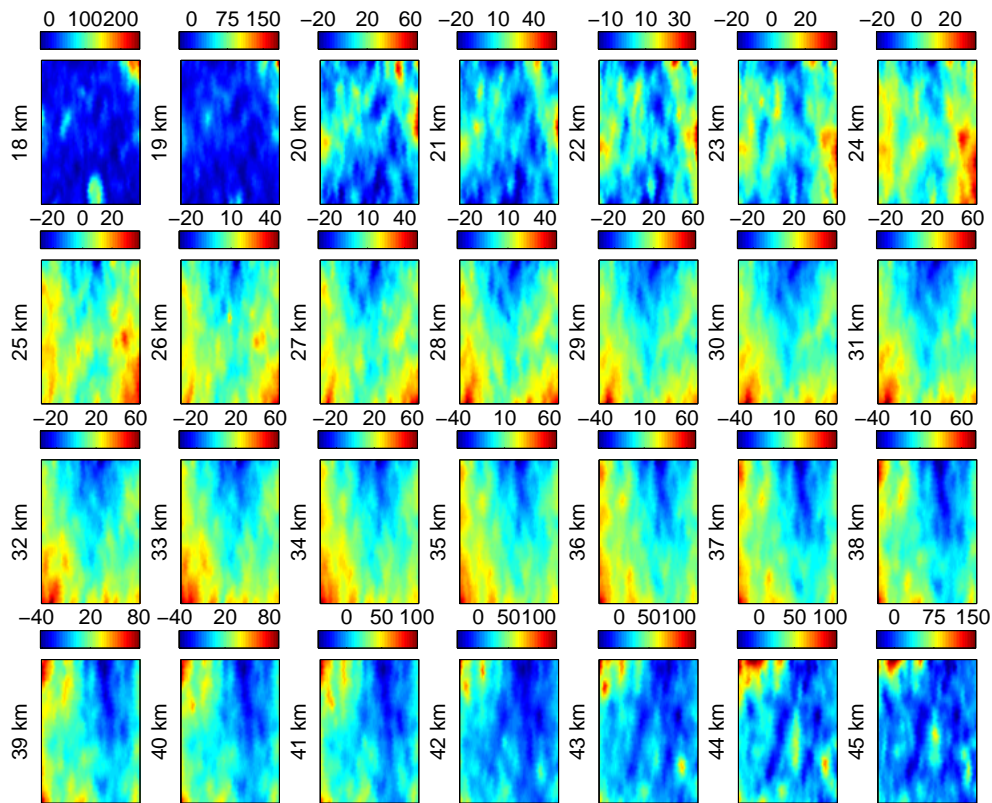 0 100200 0 75 150 −20 20 60 −20 10 40 −10 10 30 −20 0 20 −20 0 20
18 km 19 km 20 km 21 km 22 km 23 km 24 km
−20 0 20 −20 10 40 −20 10 40 −20 10 40 −20 20 60 −20 20 60 −20 20 60
25 km 26 km 27 km 28 km 29 km 30 km 31 km
−20 20 60 −20 20 60 −20 20 60 −40 10 60 −40 10 60 −40 10 60 −40 10 60
32 km 33 km 34 km 35 km 36 km 37 km 38 km
−40 20 80 −40 20 80 0 50 100 0 50100 0 50100 0 50 100 0 75 150
39 km 40 km 41 km 42 km 43 km 44 km 45 km